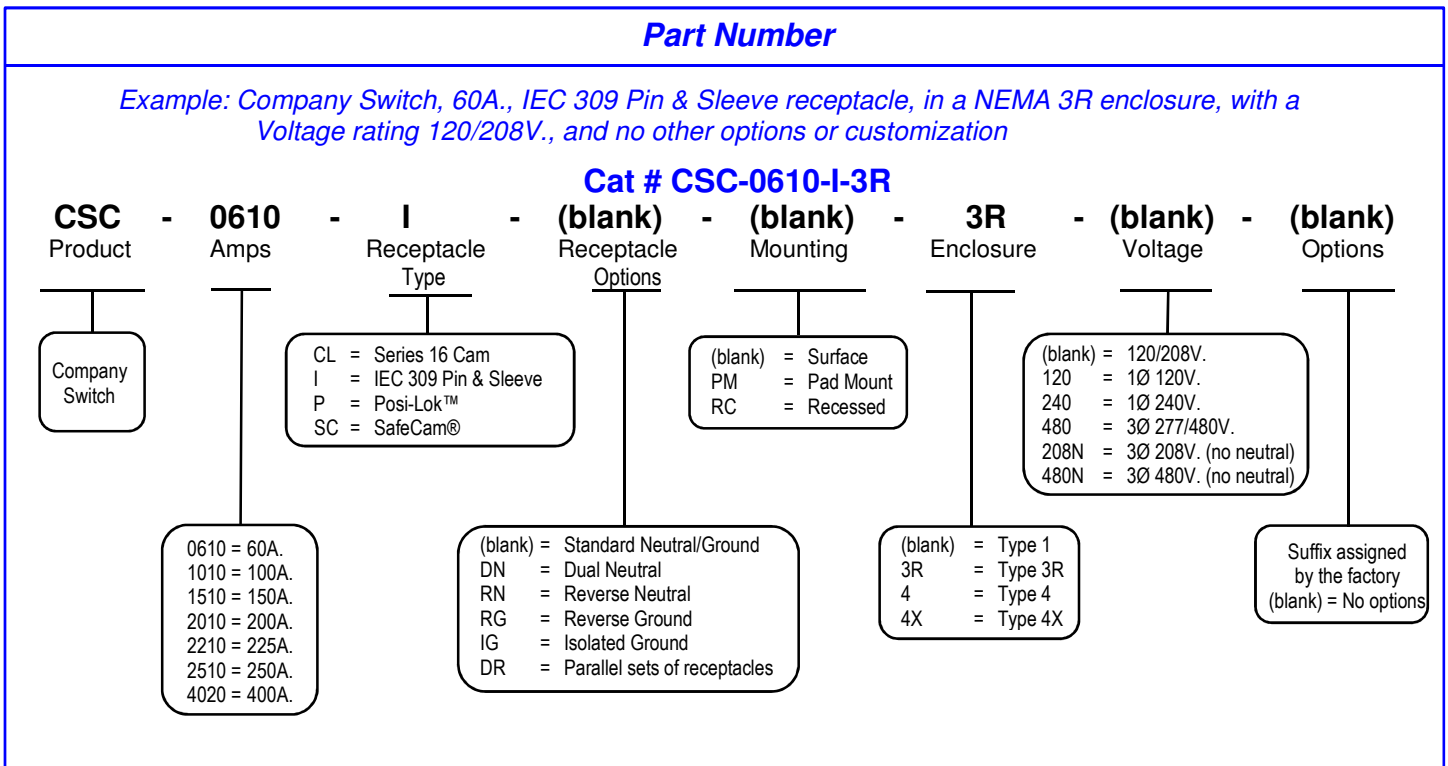 Part Number
Example: Company Switch, 60A., IEC 309 Pin & Sleeve receptacle, in a NEMA 3R enclosure, with a
Voltage rating 120/208V., and no other options or customization
Cat # CSC-0610-I-3R
CSC - 0610 - I - (blank) - (blank) - 3R - (blank) - (blank)
Product Amps Receptacle Receptacle Mounting Enclosure Voltage Options
Type Options
Company
Switch
CL = Series 16 Cam
I = IEC 309 Pin & Sleeve
P = Posi-Lok™
SC = SafeCam®
(blank) = Surface
PM = Pad Mount
RC = Recessed
(blank) = 120/208V.
120 = 1Ø 120V.
240 = 1Ø 240V.
480 = 3Ø 277/480V.
208N = 3Ø 208V. (no neutral)
480N = 3Ø 480V. (no neutral)
0610 = 60A.
1010 = 100A.
1510 = 150A.
2010 = 200A.
2210 = 225A.
2510 = 250A.
4020 = 400A.
(blank) = Standard Neutral/Ground
DN = Dual Neutral
RN = Reverse Neutral
RG = Reverse Ground
IG = Isolated Ground
DR = Parallel sets of receptacles
(blank) = Type 1
3R = Type 3R
4 = Type 4
4X = Type 4X
Suffix assigned
by the factory
(blank) = No options